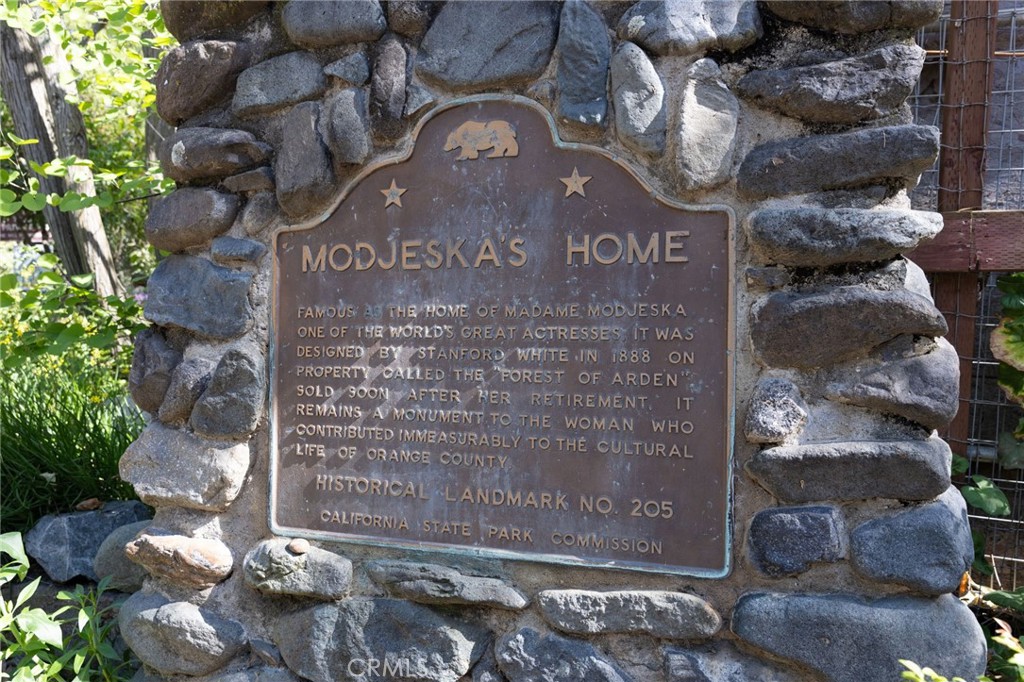 MODJESKA'S HOME
FAMOUS AS THE HOME OF MADAME MODJESKA
ONE OF THE WORLD'S GREAT ACTRESSES. IT WAS
DESIGNED BY STANFORD WHITE IN 1888 ON
PROPERTY CALLED THE "FOREST OF ARDEN"
SOLD SOON AFTER HER RETIREMENT, IT
REMAINS A MONUMENT TO THE WOMAN WHO
CONTRIBUTED IMMEASURABLY TO THE CULTURAL
LIFE OF ORANGE COUNTY
HISTORICAL LANDMARK NO. 205
CALIFORNIA STATE PARK COMMISSION
CRMLS